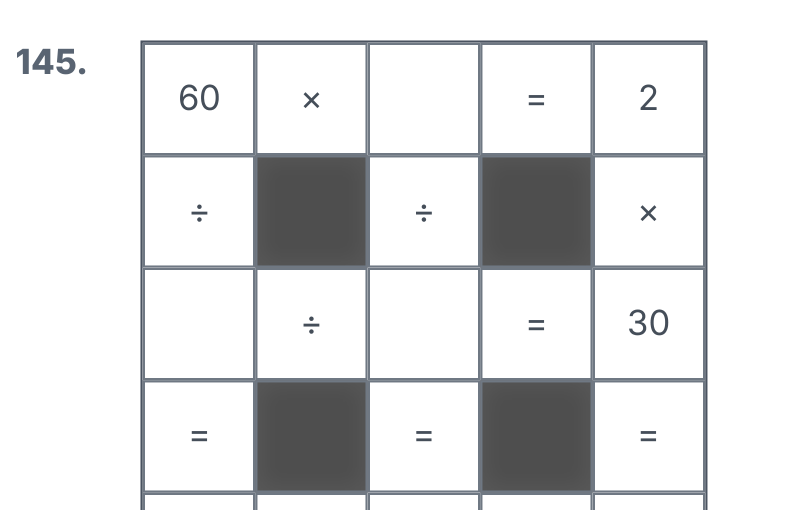 145.
60 × = 2
÷ ÷ ×
÷ = 30
= = =